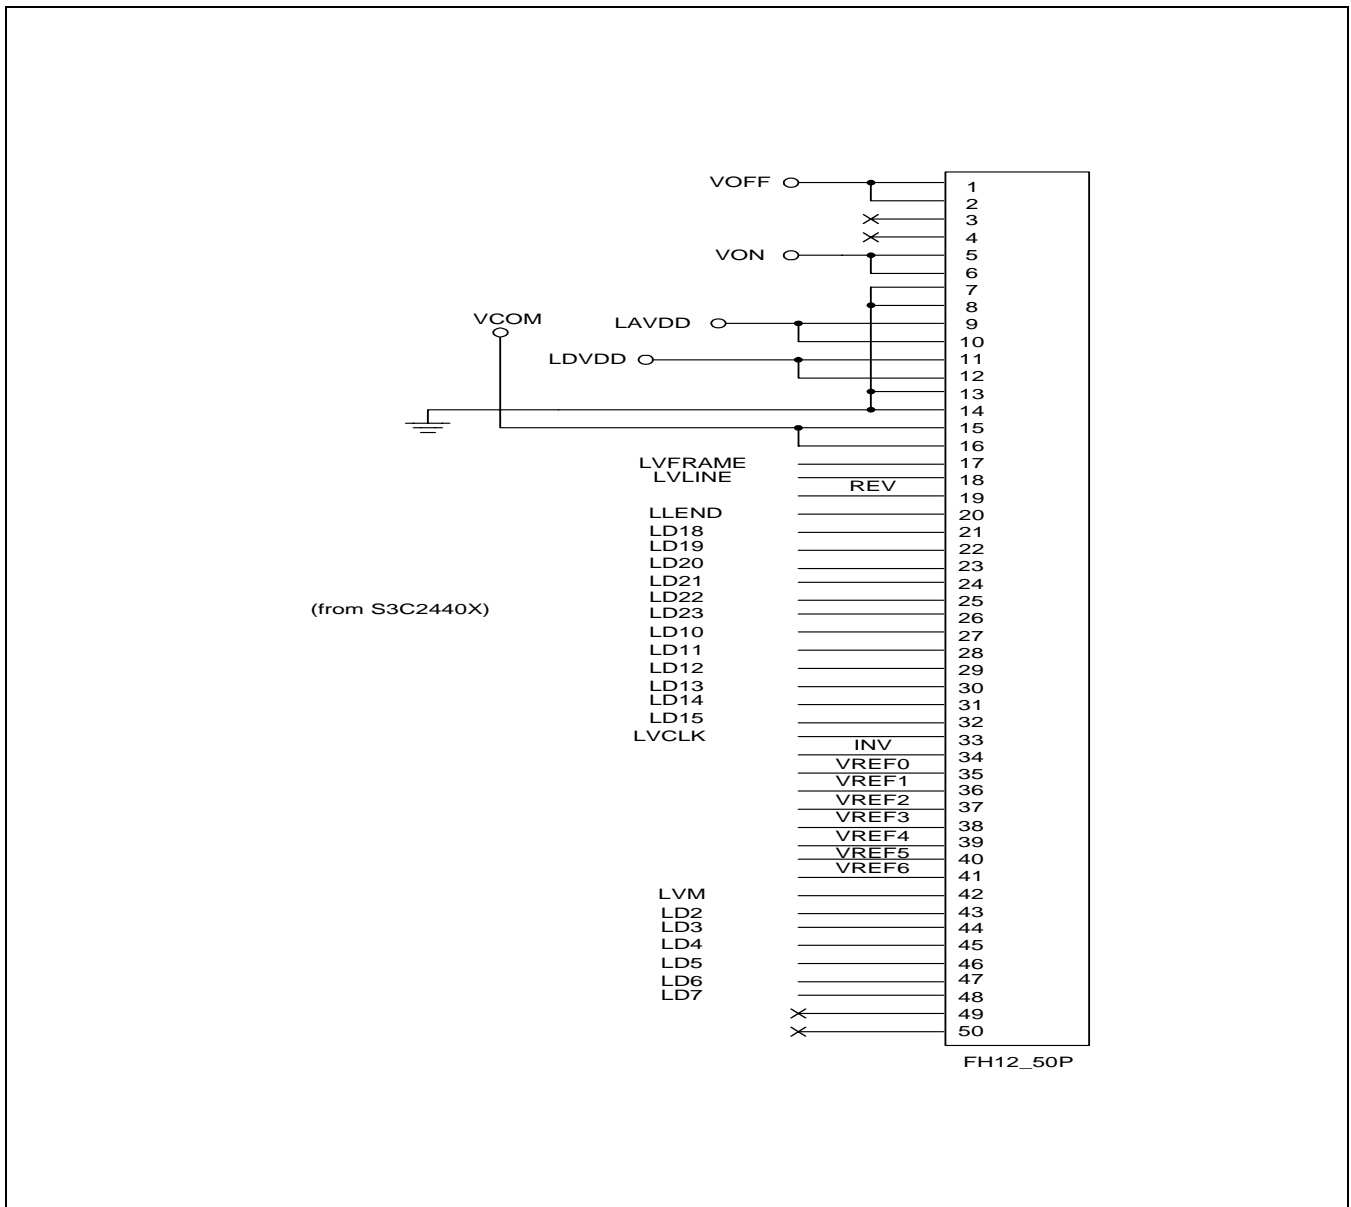 VOFF
1
2
3
4
VON
5
6
7
8
VCOM
LAVDD
9
10
LDVDD
11
12
13
14
15
16
LVFRAME
17
LVLINE
18
REV
19
LLEND
20
LD18
21
LD19
22
LD20
23
LD21
24
LD22
25
(from S3C2440X)
LD23
26
LD10
27
LD11
28
LD12
29
LD13
30
LD14
31
LD15
32
LVCLK
33
INV
34
VREF0
35
VREF1
36
VREF2
37
VREF3
38
VREF4
39
VREF5
40
VREF6
41
LVM
42
LD2
43
LD3
44
LD4
45
LD5
46
LD6
47
LD7
48
49
50
FH12_50P